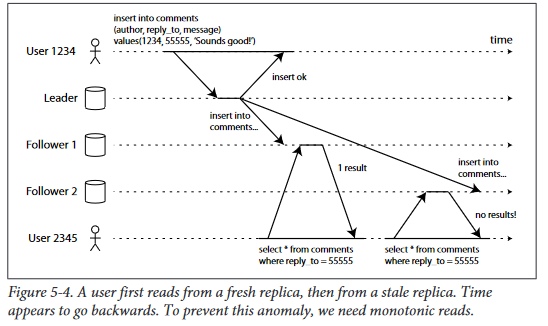 insert into comments
(author, reply_to, message)
values(1234, 55555, 'Sounds good!')
time
User 1234
insert ok
Leader
insert into
comments...
Follower 1
1 result
insert into
comments...
Follower 2
no results!
User 2345
select * from comments
where reply_to = 55555
select * from comments
where reply_to = 55555
Figure 5-4. A user first reads from a fresh replica, then from a stale replica. Time
appears to go backwards. To prevent this anomaly, we need monotonic reads.